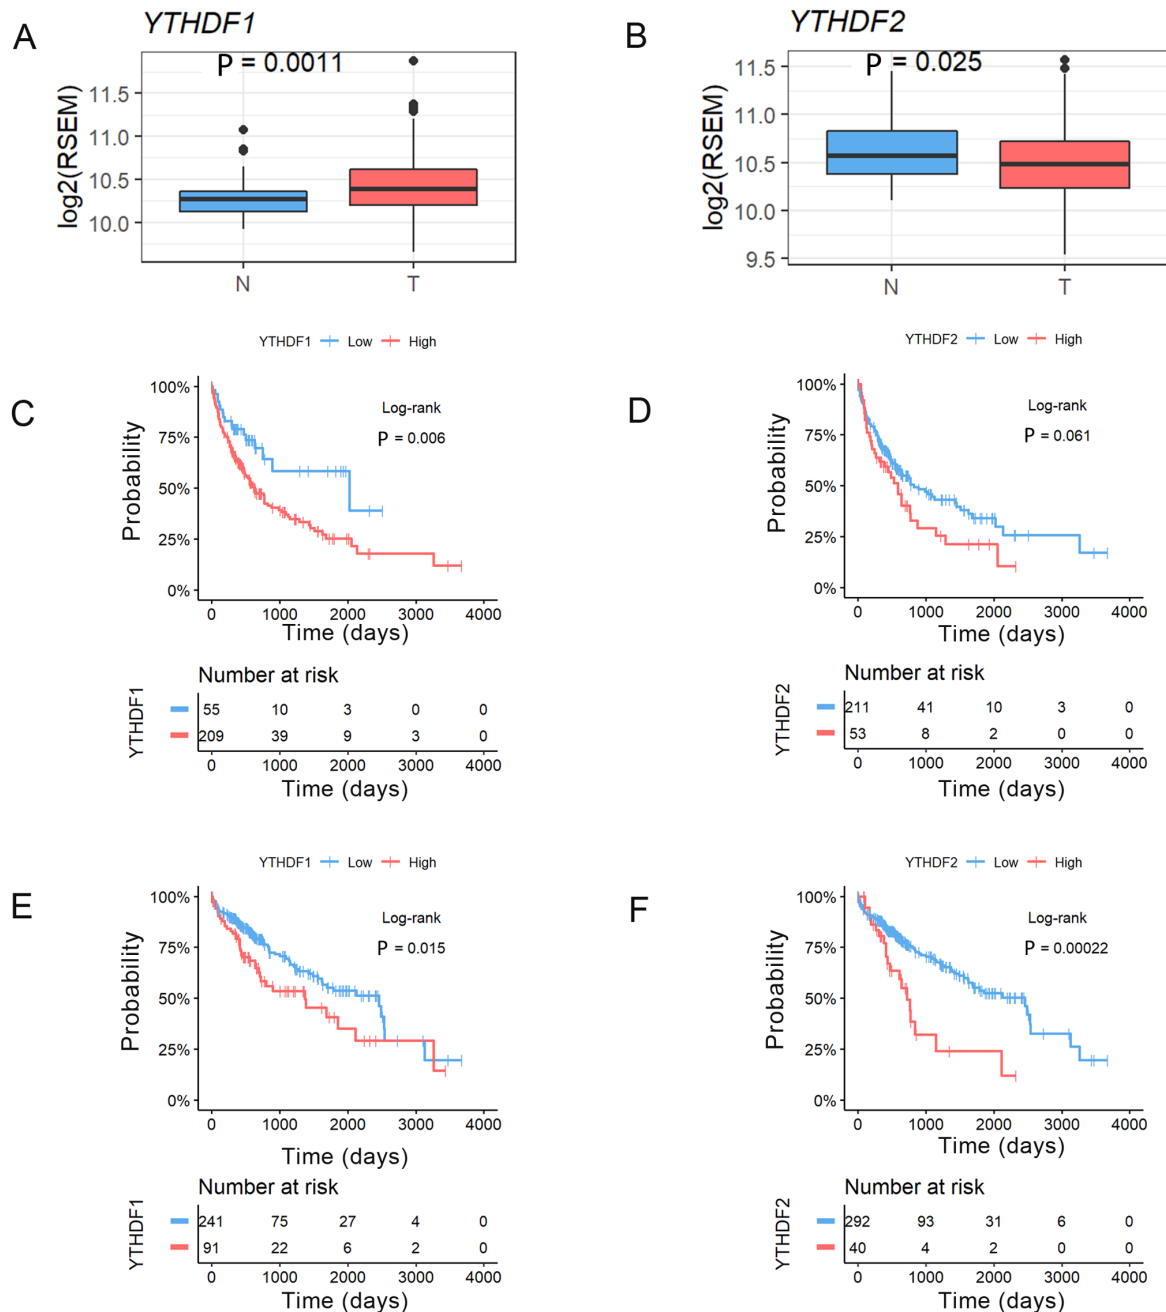 A
YTHDF1
P = 0.0011
log2(RSEM)
11.5
11.0
10.5
10.0
N T
B
YTHDF2
P = 0.025
log2(RSEM)
11.5
11.0
10.5
10.0
9.5
N T
C
YTHDF1 Low High
Log-rank
P = 0.006
Probability
100%
75%
50%
25%
0%
0 1000 2000 3000 4000
Time (days)
Number at risk
YTHDF1
55 10 3 0 0
209 39 9 3 0
0 1000 2000 3000 4000
Time (days)
D
YTHDF2 Low High
Log-rank
P = 0.061
Probability
100%
75%
50%
25%
0%
0 1000 2000 3000 4000
Time (days)
Number at risk
YTHDF2
211 41 10 3 0
53 8 2 0 0
0 1000 2000 3000 4000
Time (days)
E
YTHDF1 Low High
Log-rank
P = 0.015
Probability
100%
75%
50%
25%
0%
0 1000 2000 3000 4000
Time (days)
Number at risk
YTHDF1
241 75 27 4 0
91 22 6 2 0
0 1000 2000 3000 4000
Time (days)
F
YTHDF2 Low High
Log-rank
P = 0.00022
Probability
100%
75%
50%
25%
0%
0 1000 2000 3000 4000
Time (days)
Number at risk
YTHDF2
292 93 31 6 0
40 4 2 0 0
0 1000 2000 3000 4000
Time (days)